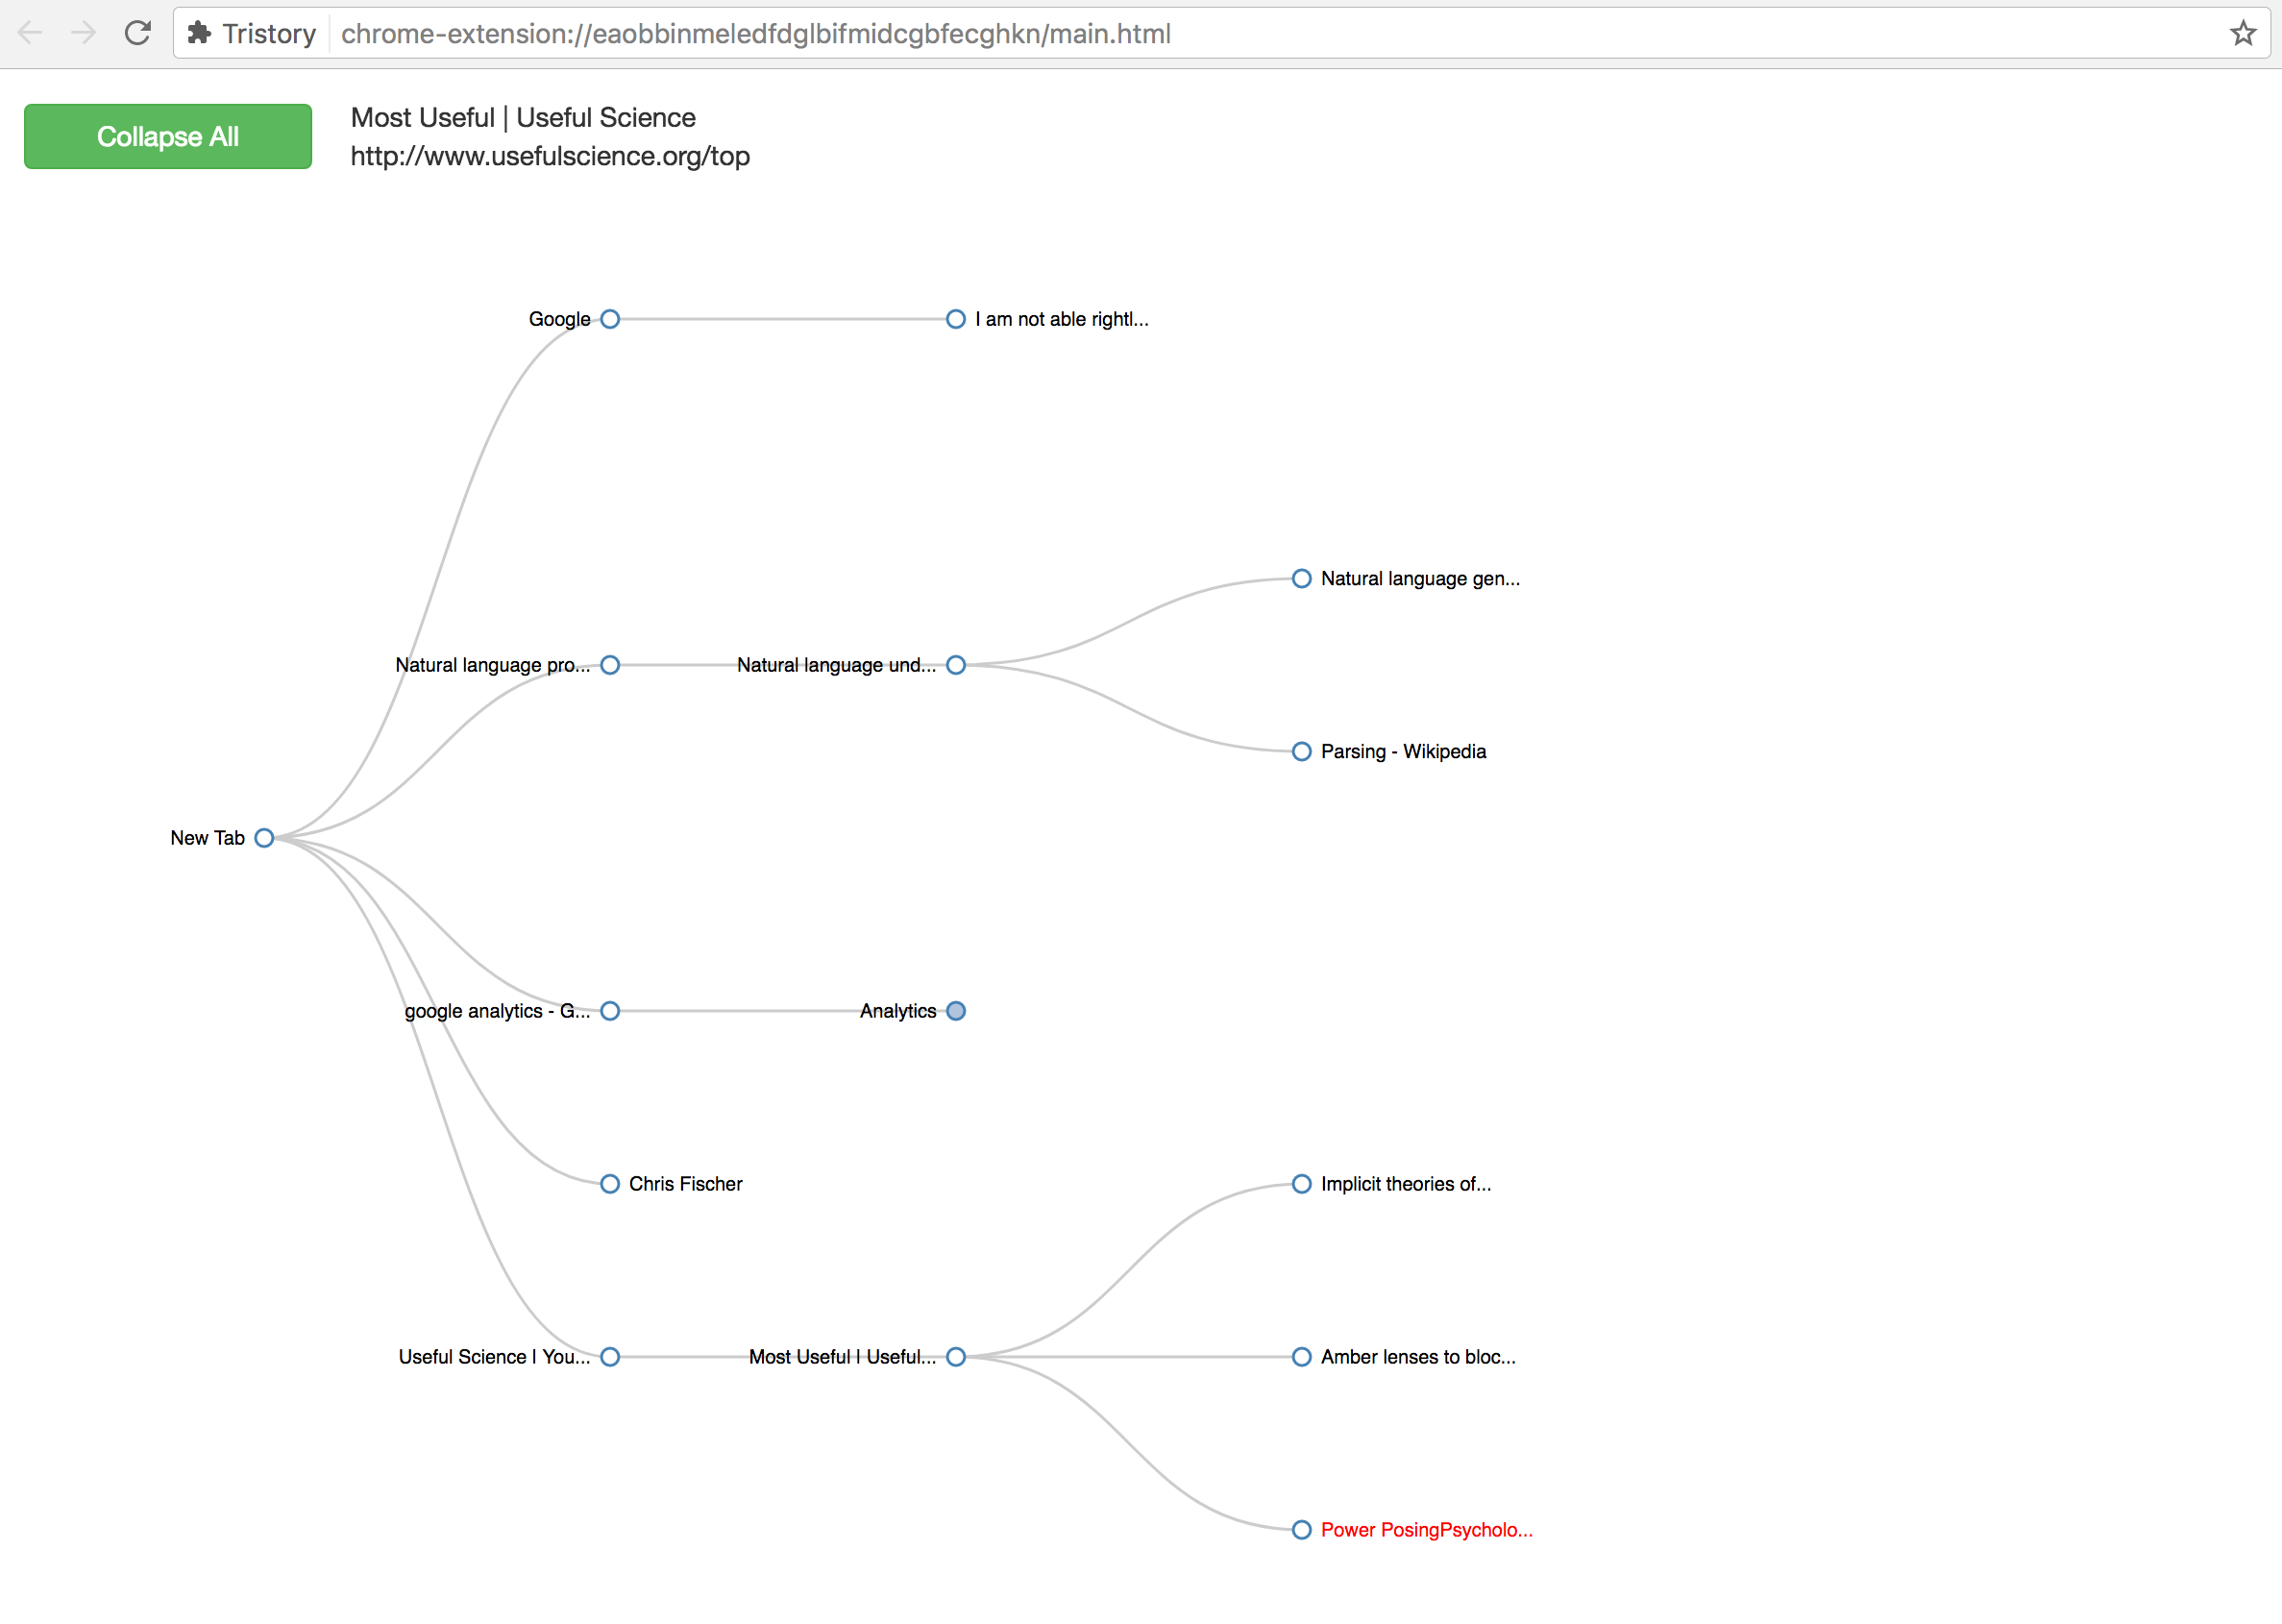 Tristory chrome-extension://eaobbinmeledfdglbifmidcgbfecghkn/main.html
Collapse All
Most Useful | Useful Science
http://www.usefulscience.org/top
Google
I am not able rightl...
Natural language gen...
Natural language pro...
Natural language und...
Parsing - Wikipedia
New Tab
google analytics - G...
Analytics
Chris Fischer
Implicit theories of...
Useful Science | You...
Most Useful | Useful...
Amber lenses to bloc...
Power PosingPsycholo...